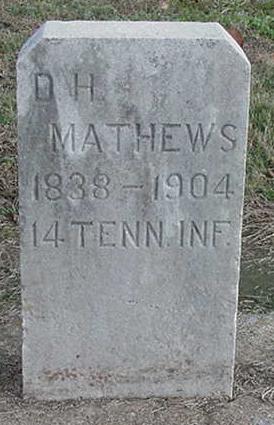 D. H.
MATHEWS
1838 – 1904
14 TENN. INF.